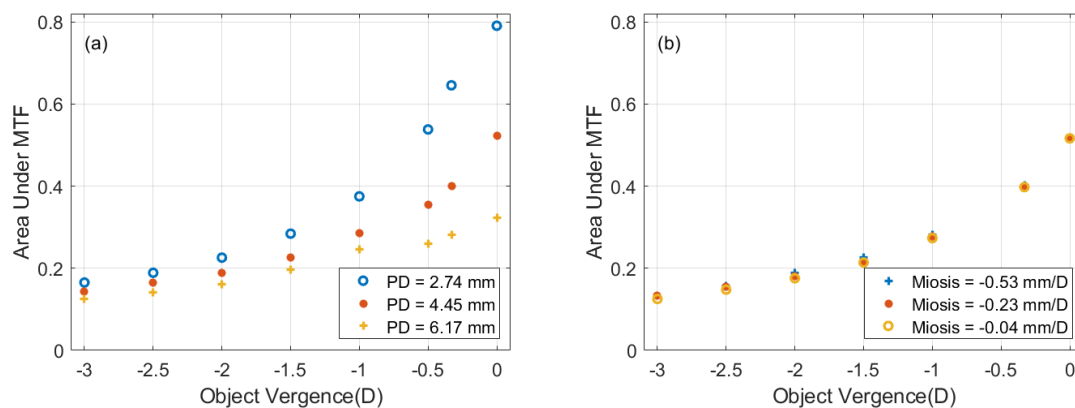 (a)
Area Under MTF
0.8
0.6
0.4
0.2
0
-3
-2.5
-2
-1.5
-1
-0.5
0
Object Vergence(D)
PD = 2.74 mm
PD = 4.45 mm
PD = 6.17 mm
(b)
Area Under MTF
0.8
0.6
0.4
0.2
0
-3
-2.5
-2
-1.5
-1
-0.5
0
Object Vergence(D)
Miosis = -0.53 mm/D
Miosis = -0.23 mm/D
Miosis = -0.04 mm/D